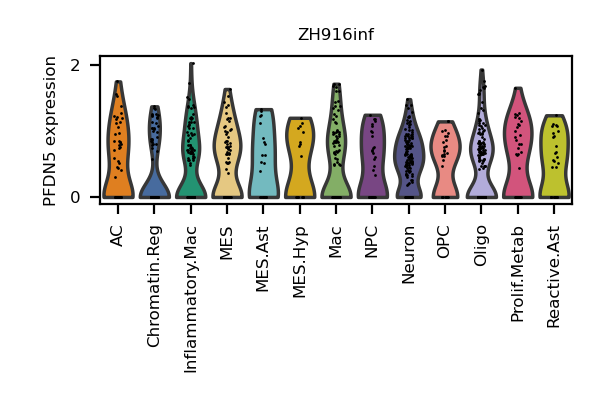 ZH916inf
PFDN5 expression
2
0
AC
Chromatin.Reg
Inflammatory.Mac
MES
MES.Ast
MES.Hyp
Mac
NPC
Neuron
OPC
Oligo
Prolif.Metab
Reactive.Ast